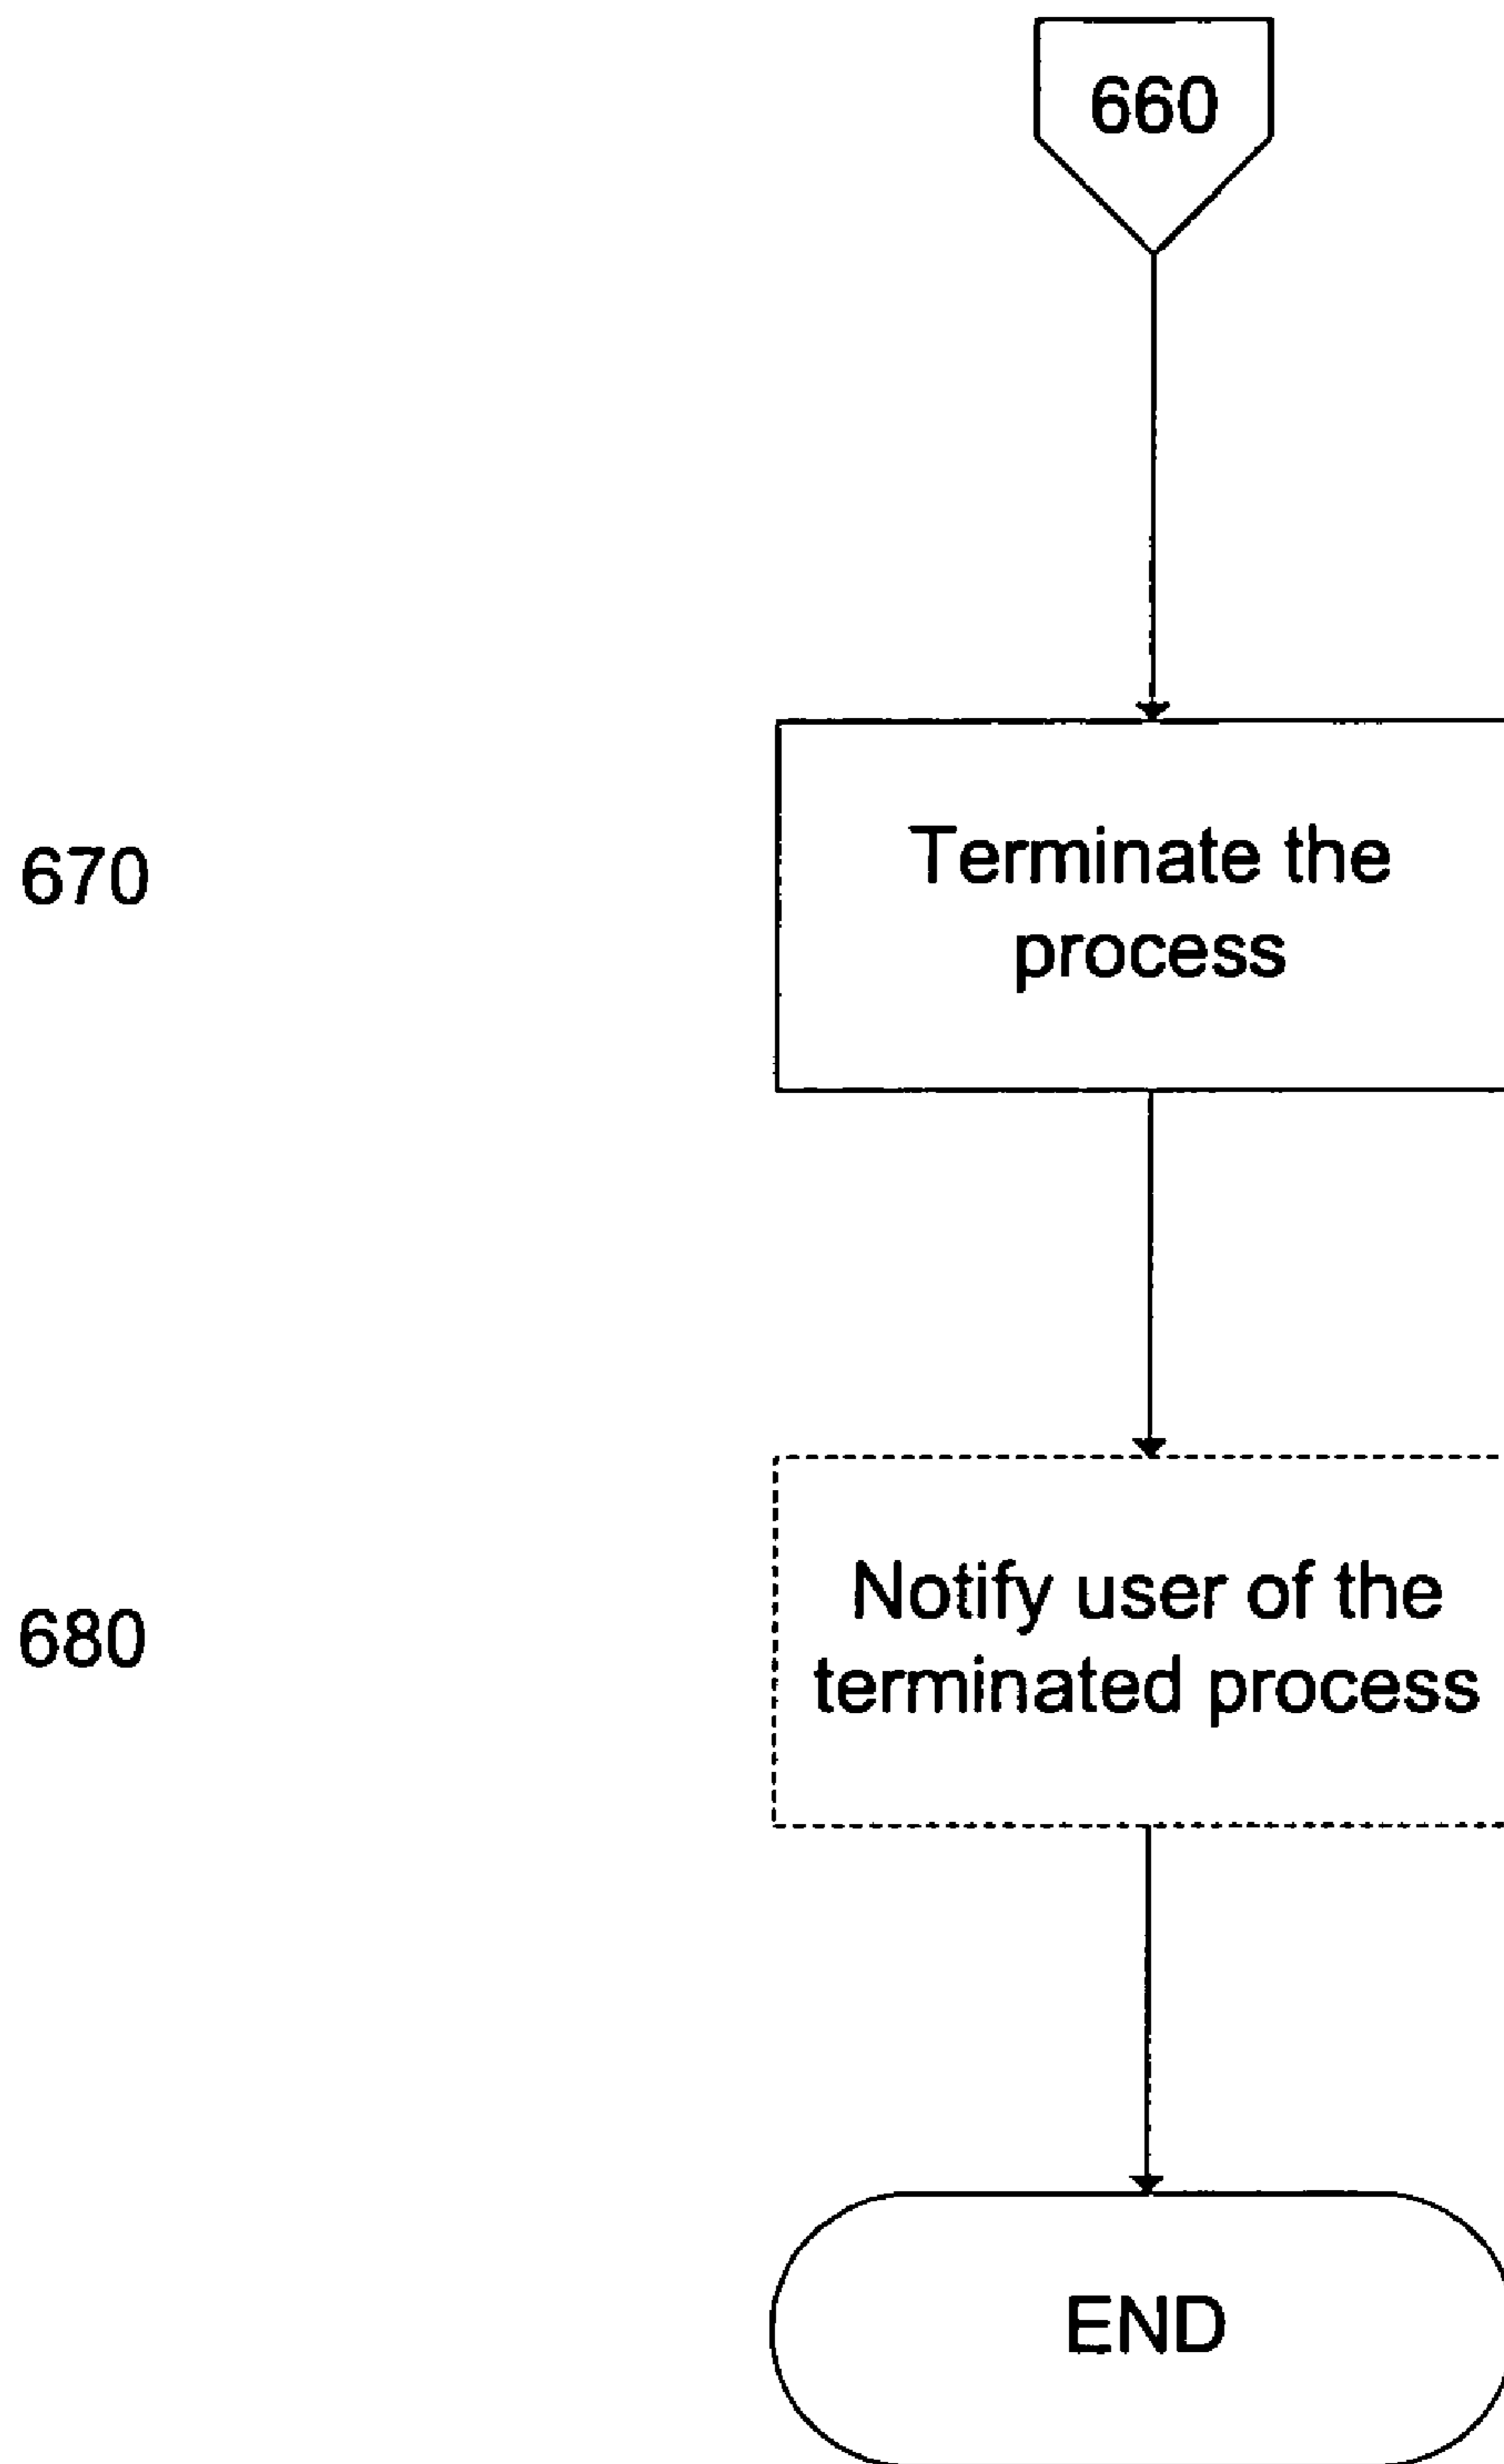 660
670
Terminate the
process
680
Notify user of the
terminated process
END